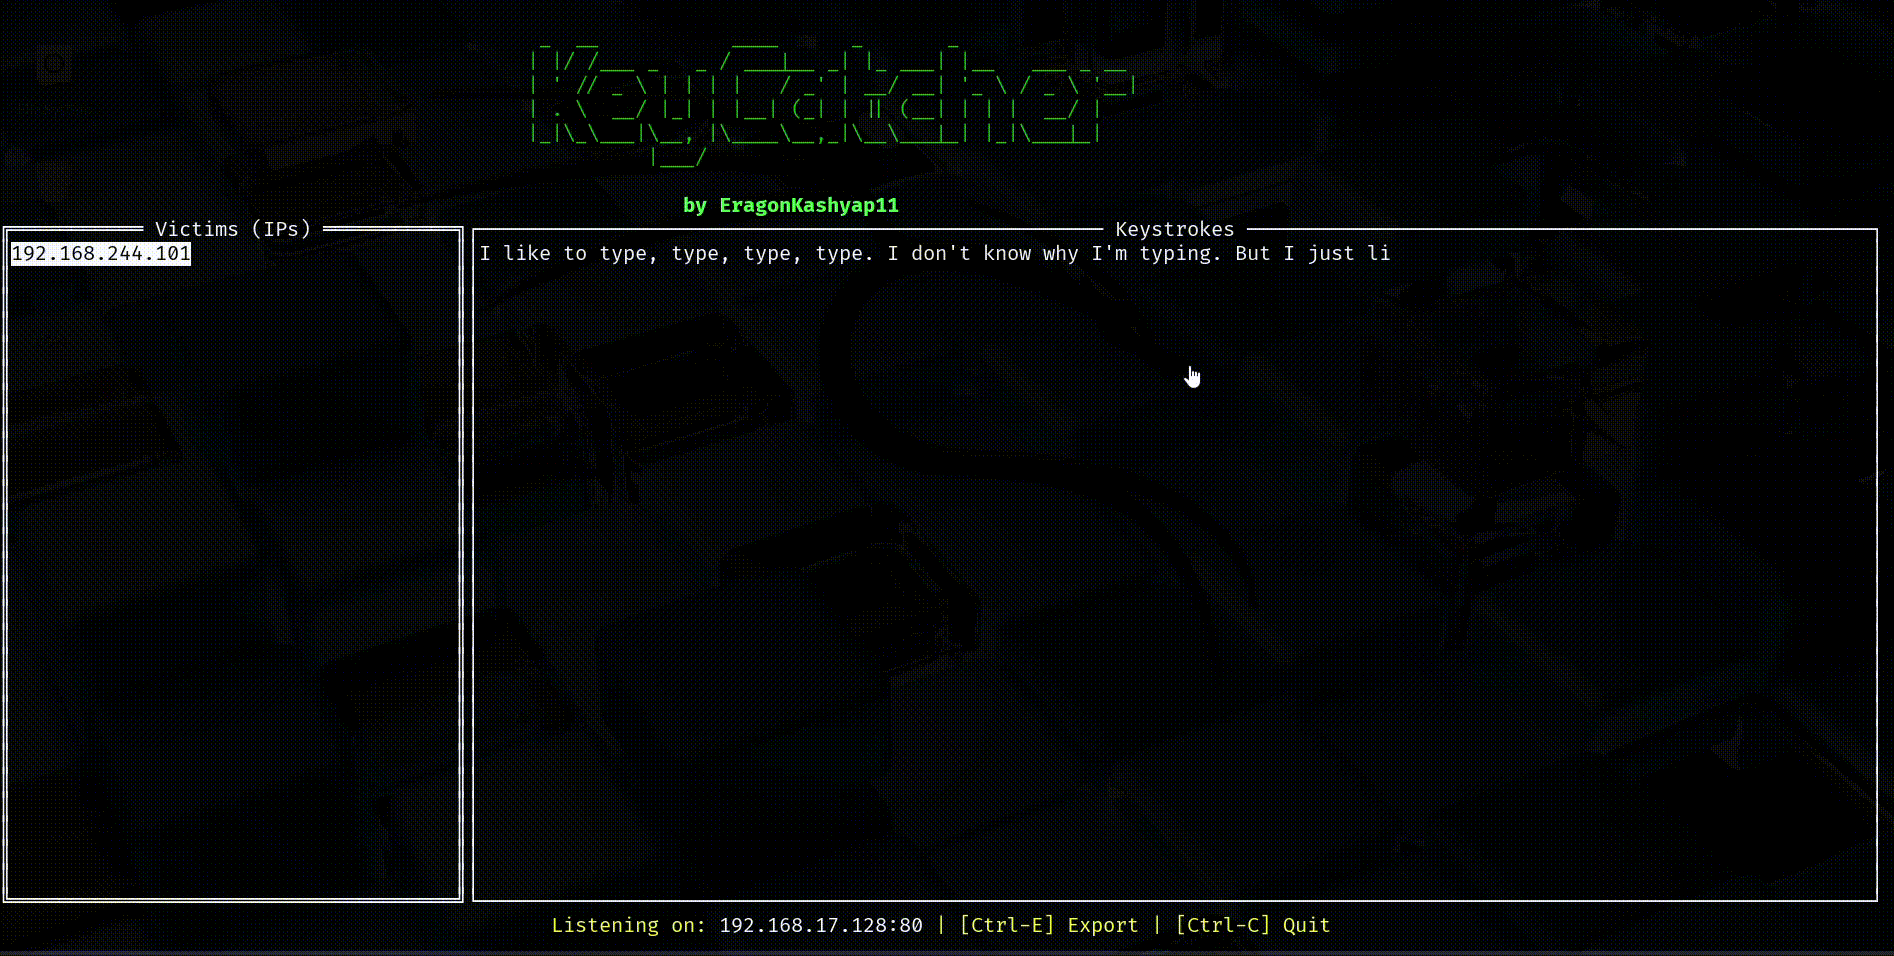 KeyCatcher
by EragonKashyap11
Victims (IPs)
192.168.244.101
Keystrokes
I like to type, type, type, type. I don't know why I'm typing. But I just li
Listening on: 192.168.17.128:80 | [Ctrl-E] Export | [Ctrl-C] Quit